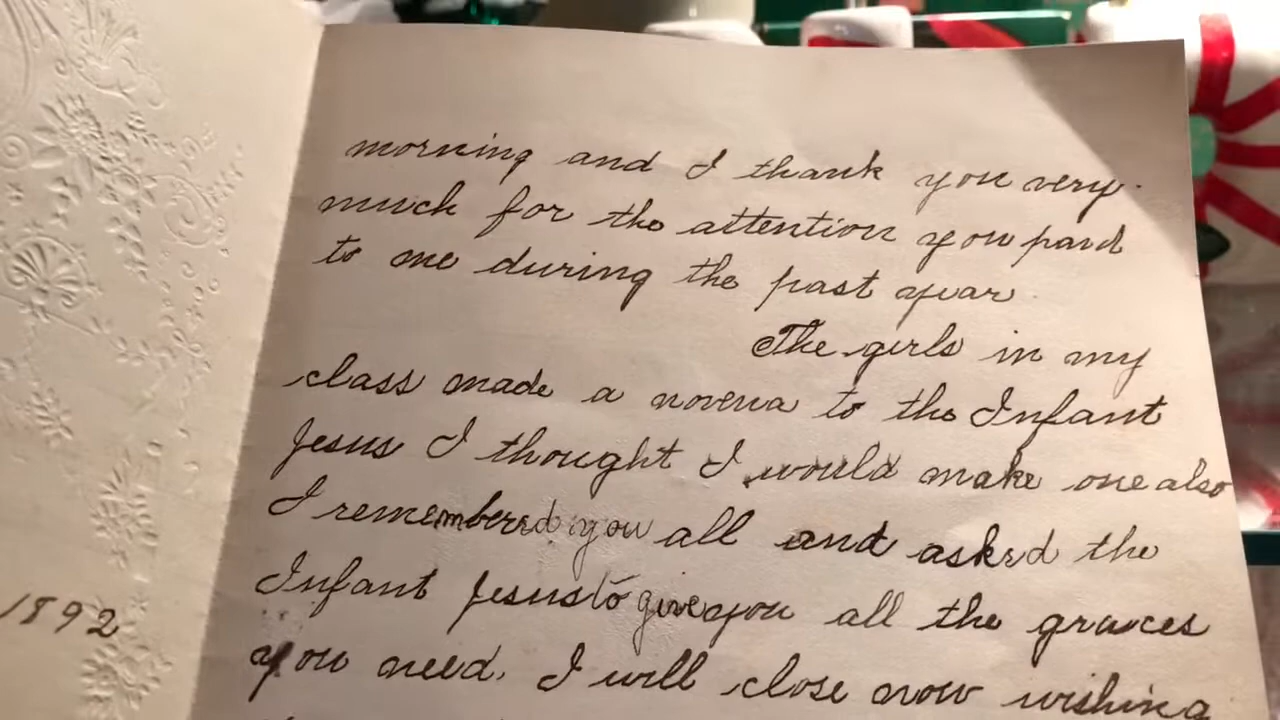 morning and I thank you very
much for the attention you paid
to me during the past year
The girls in my
class made a novena to the Infant
Jesus I thought I would make one also
I remembered you all and asked the
Infant Jesus to give you all the graces
1892
you need. I will close now wishing